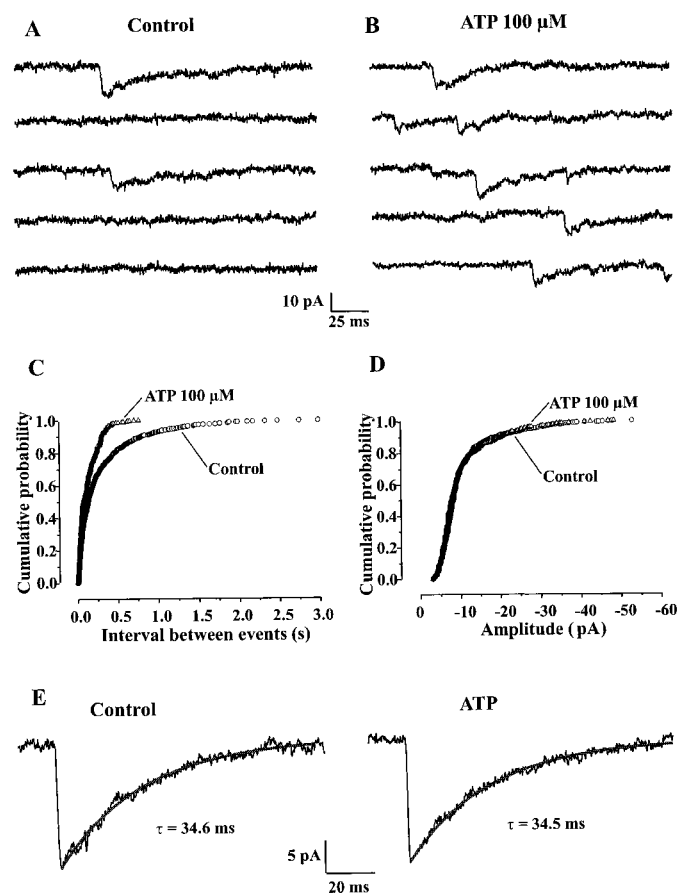 A
Control
B
ATP 100 µM
10 pA
25 ms
C
ATP 100 µM
Control
Cumulative probability
1.0
0.8
0.6
0.4
0.2
0.0
0.0 0.5 1.0 1.5 2.0 2.5 3.0
Interval between events (s)
D
ATP 100 µM
Control
Cumulative probability
1.0
0.8
0.6
0.4
0.2
0.0
0 -10 -20 -30 -40 -50 -60
Amplitude (pA)
E
Control
τ = 34.6 ms
ATP
τ = 34.5 ms
5 pA
20 ms